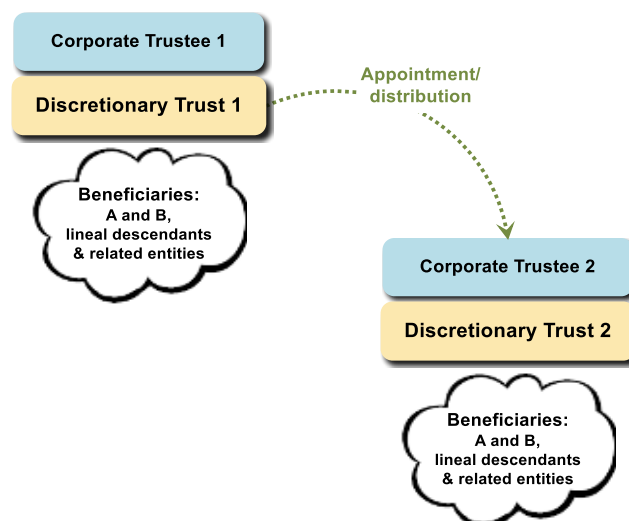 Corporate Trustee 1
Discretionary Trust 1
Appointment/
distribution
Beneficiaries:
A and B,
lineal descendants
& related entities
Corporate Trustee 2
Discretionary Trust 2
Beneficiaries:
A and B,
lineal descendants
& related entities